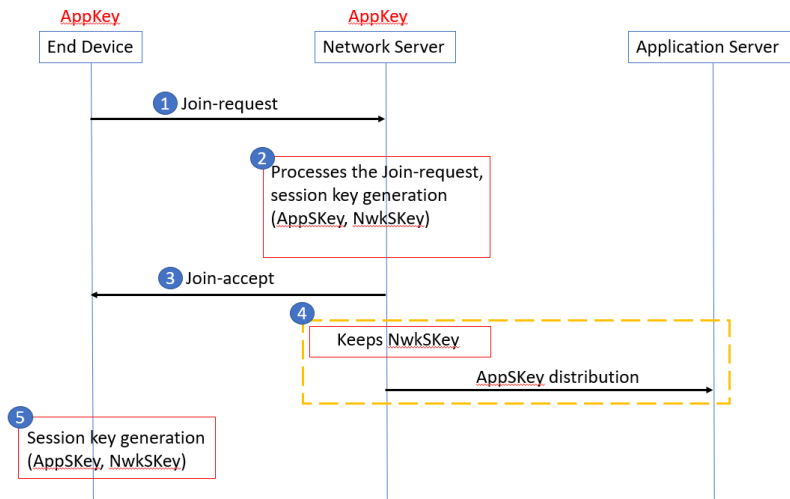 AppKey
AppKey
End Device
Network Server
Application Server
1 Join-request
2
Processes the Join-request,
session key generation
(AppSKey, NwkSKey)
3 Join-accept
4
Keeps NwkSKey
AppSKey distribution
5
Session key generation
(AppSKey, NwkSKey)